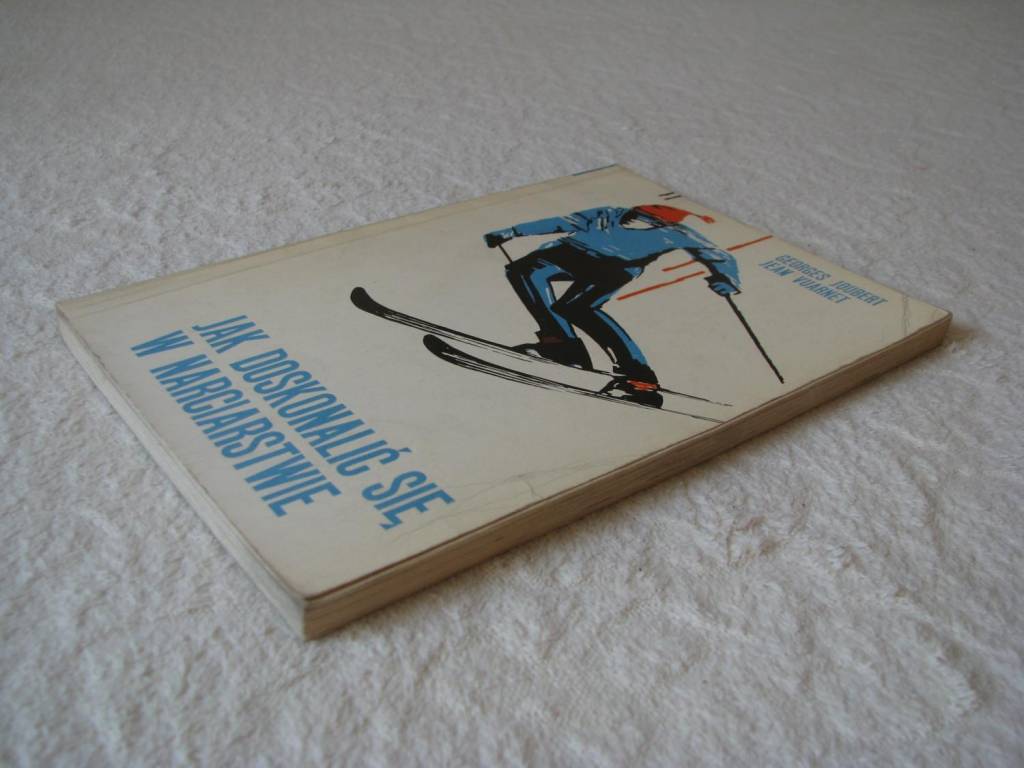 GEORGES JOUBERT
JEAN VUARNET
JAK DOSKONALIĆ SIĘ
W NARCIARSTWIE